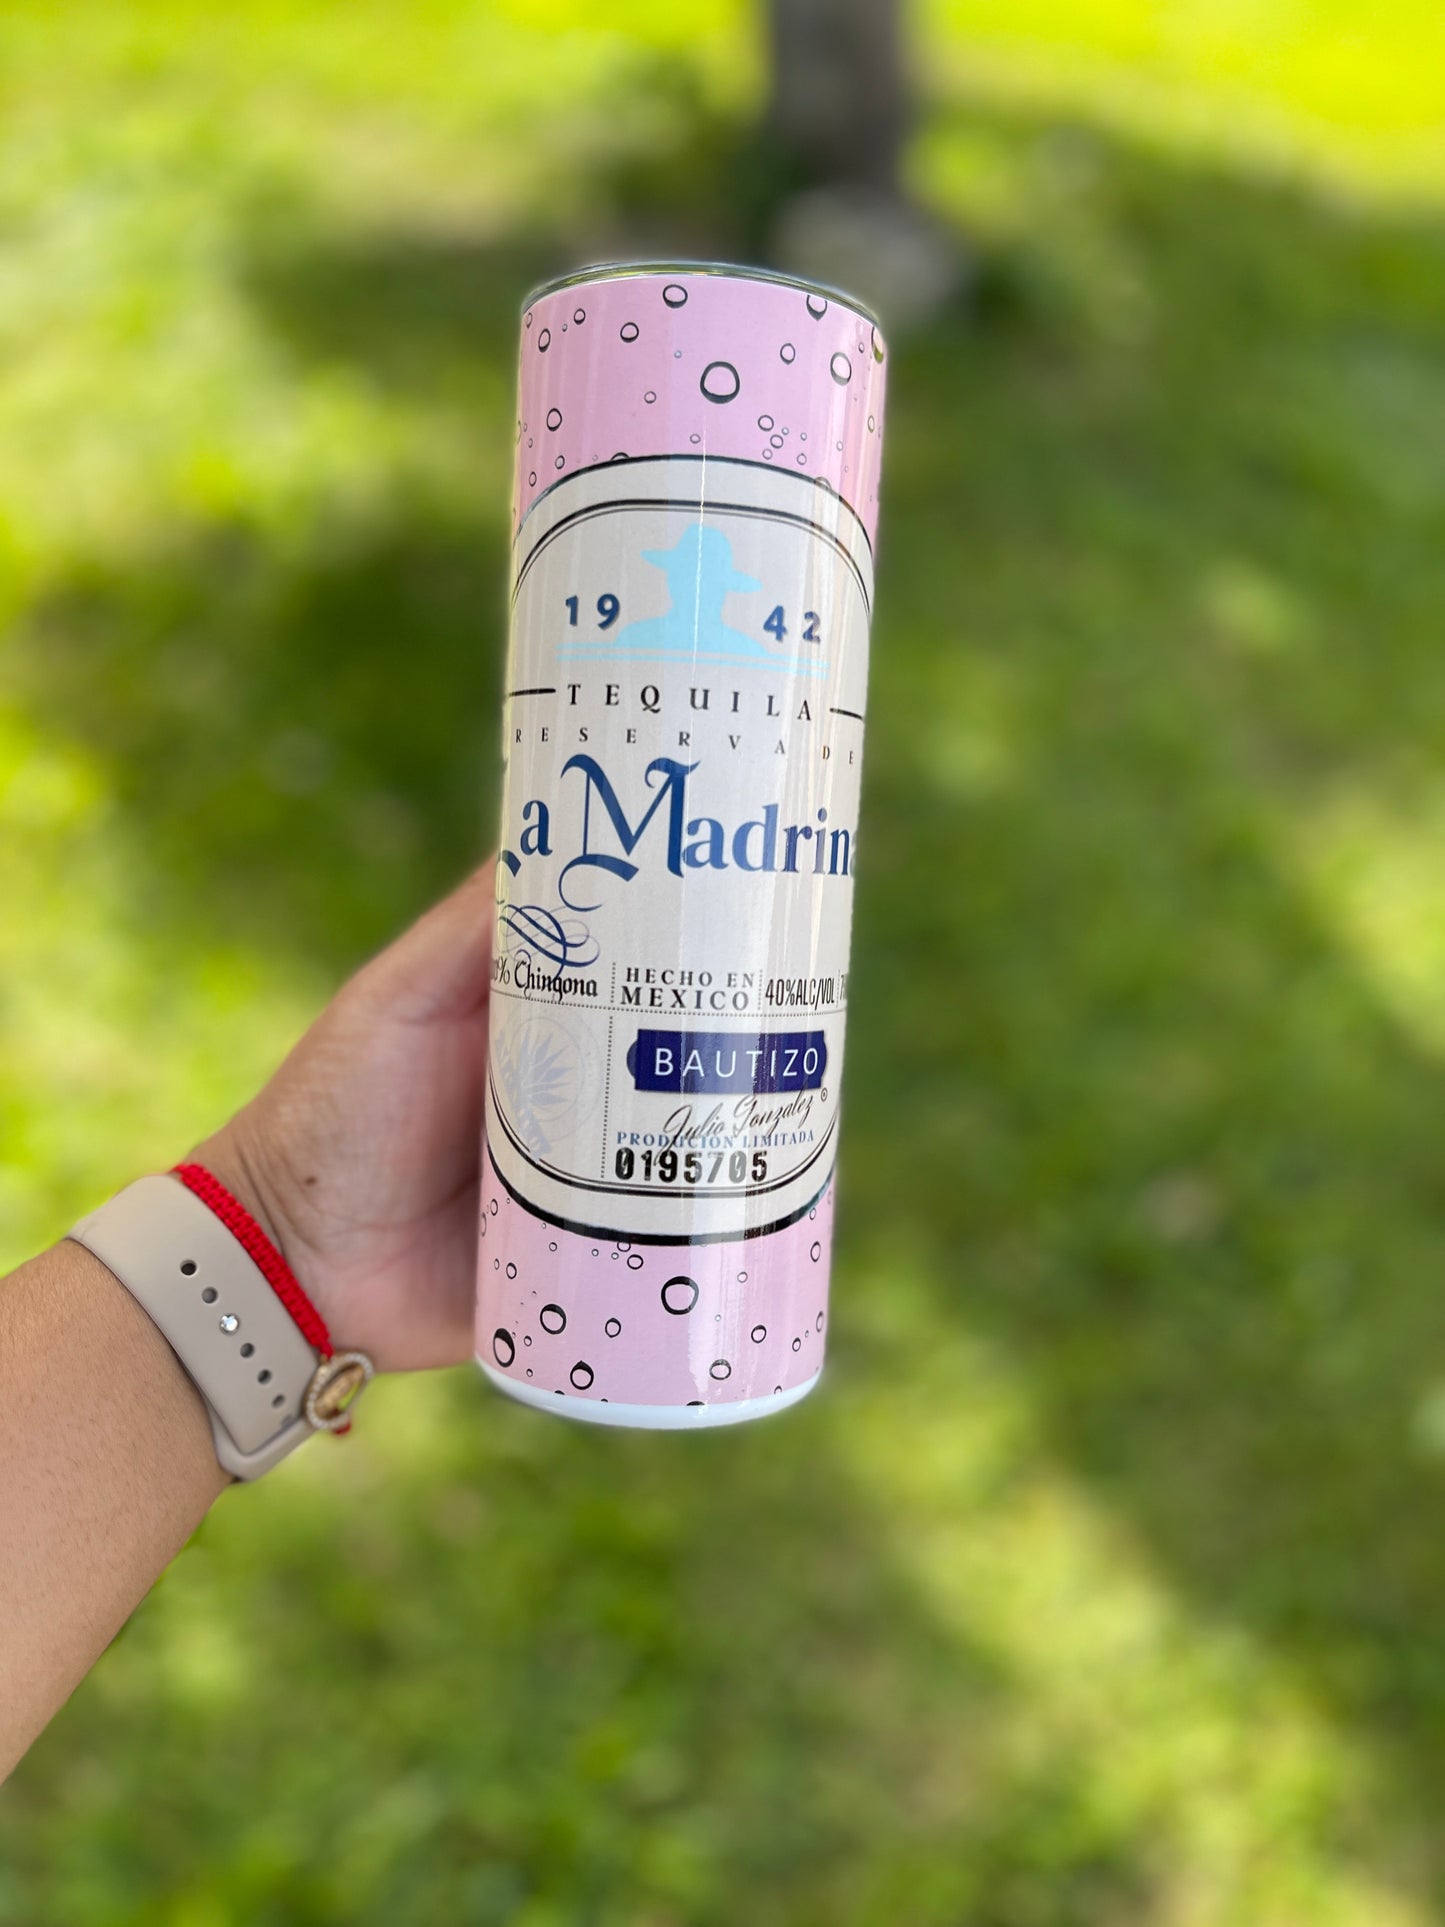 19 42
TEQUILA
RESERVA DE
La Madrina
% Chingona
HECHO EN
MEXICO
40%ALC/VOL
BAUTIZO
Julio Gonzalez ®
PRODUCIÓN LIMITADA
0195705